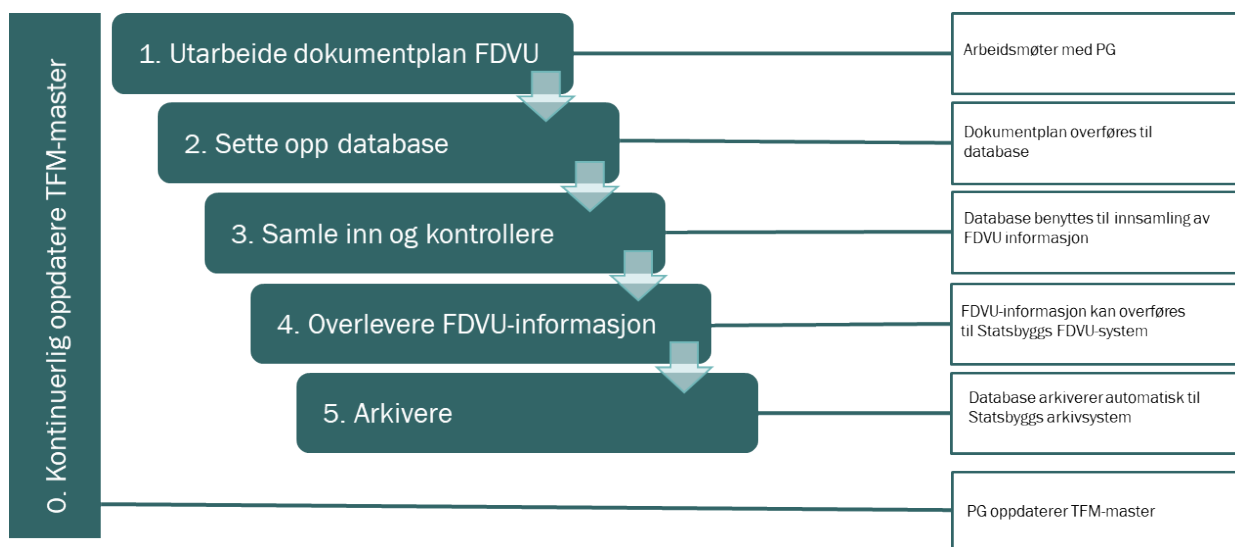 0. Kontinuerlig oppdatere TFM-master
1. Utarbeide dokumentplan FDVU
Arbeidsmøter med PG
2. Sette opp database
Dokumentplan overføres til
database
3. Samle inn og kontrollere
Database benyttes til innsamling av
FDVU informasjon
4. Overlevere FDVU-informasjon
FDVU-informasjon kan overføres
til Statsbyggs FDVU-system
5. Arkivere
Database arkiverer automatisk til
Statsbyggs arkivsystem
PG oppdaterer TFM-master